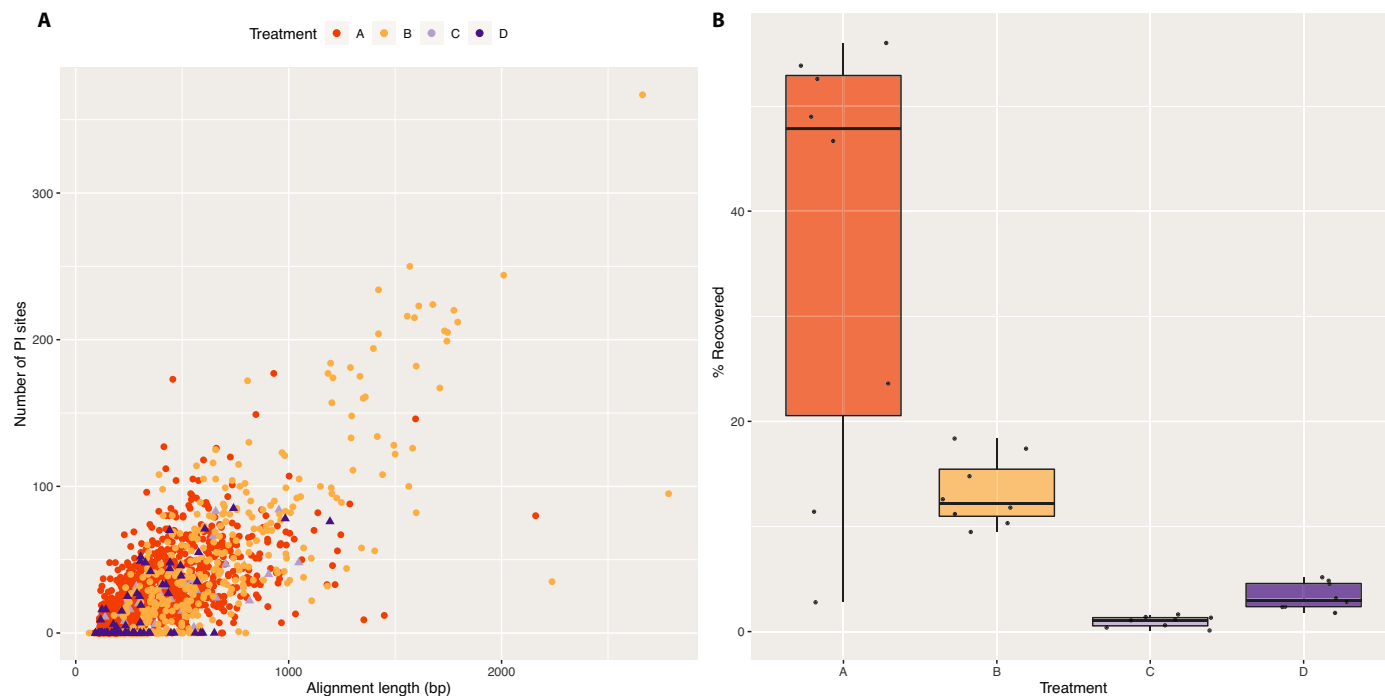 A
Treatment A B C D
Number of PI sites
300
200
100
0
0 1000 2000
Alignment length (bp)
B
% Recovered
40
20
0
A B C D
Treatment